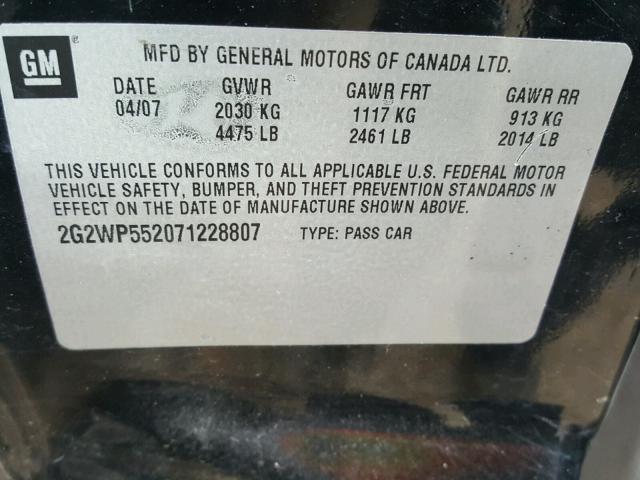 GM
MFD BY GENERAL MOTORS OF CANADA LTD.
DATE GVWR GAWR FRT GAWR RR
04/07 2030 KG 1117 KG 913 KG
4475 LB 2461 LB 2014 LB
THIS VEHICLE CONFORMS TO ALL APPLICABLE U.S. FEDERAL MOTOR
VEHICLE SAFETY, BUMPER, AND THEFT PREVENTION STANDARDS IN
EFFECT ON THE DATE OF MANUFACTURE SHOWN ABOVE.
2G2WP552071228807 TYPE: PASS CAR